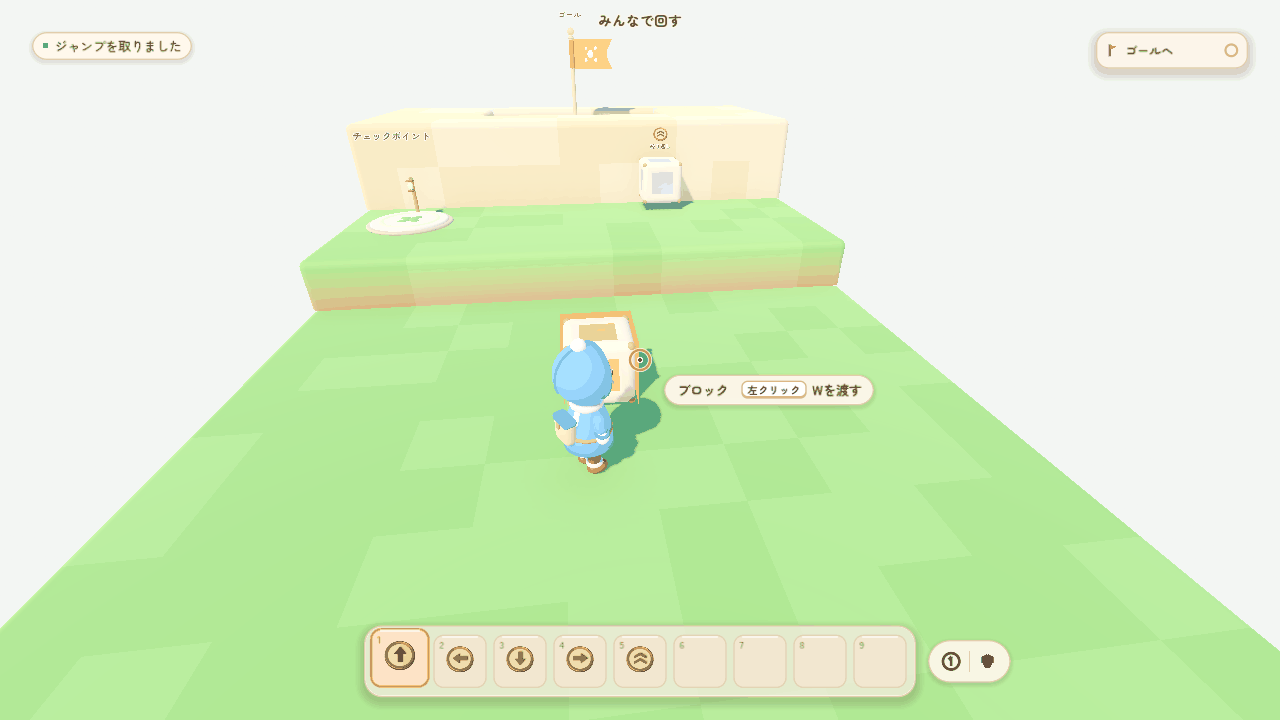 ゴール
みんなで回す
ジャンプを取りました
ゴールへ
チェックポイント
ブロック 左クリック Wを渡す
1 2 3 4 5 6 7 8 9
1